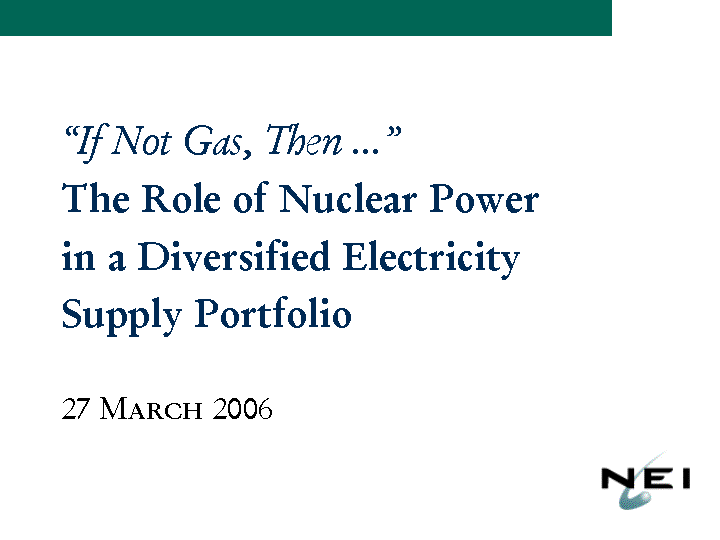 “If Not Gas, Then ...”
The Role of Nuclear Power
in a Diversified Electricity
Supply Portfolio
27 March 2006
NEI